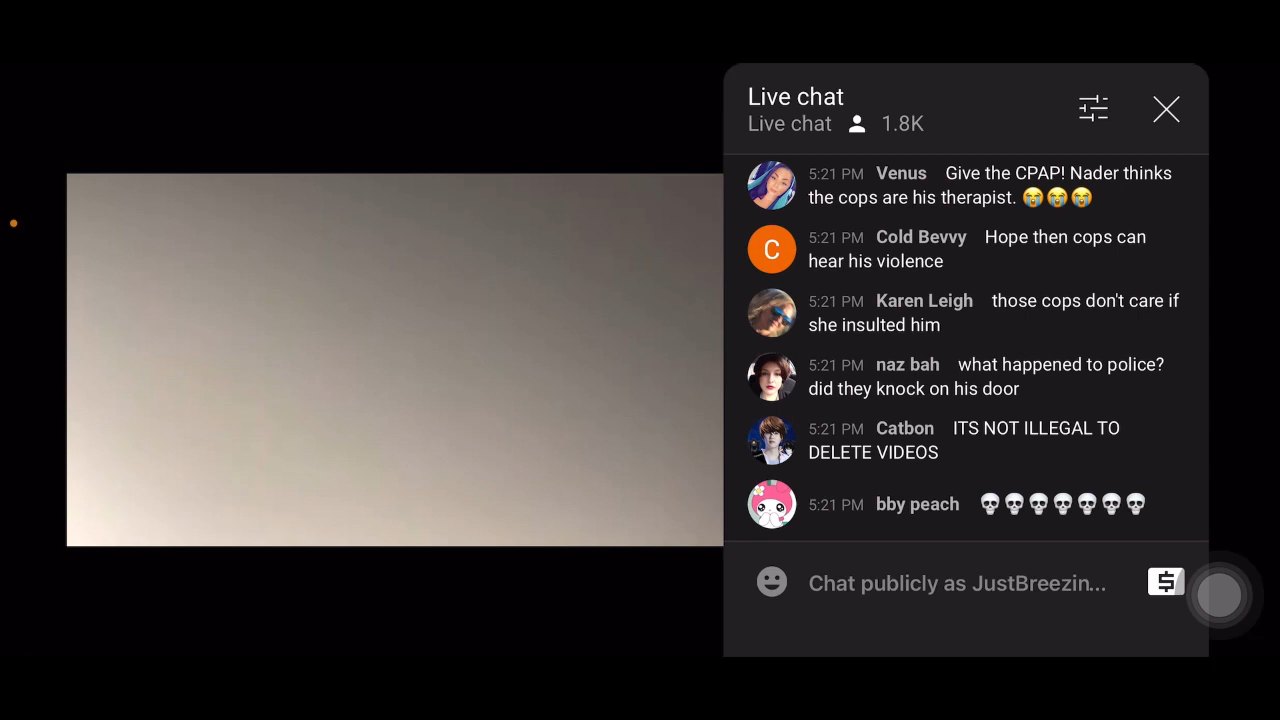 Live chat
Live chat 1.8K
5:21 PM Venus Give the CPAP! Nader thinks
the cops are his therapist. 😭😭😭
C
5:21 PM Cold Bevvy Hope then cops can
hear his violence
5:21 PM Karen Leigh those cops don't care if
she insulted him
5:21 PM naz bah what happened to police?
did they knock on his door
5:21 PM Catbon ITS NOT ILLEGAL TO
DELETE VIDEOS
5:21 PM bby peach 💀💀💀💀💀💀💀
Chat publicly as JustBreezin...
$